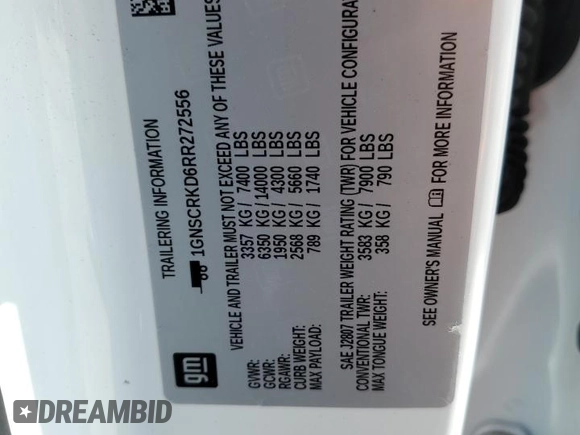 gm
TRAILERING INFORMATION
1GNSCRKD6RR272556
VEHICLE AND TRAILER MUST NOT EXCEED ANY OF THESE VALUES
GVWR: 3357 KG / 7400 LBS
GCWR: 6350 KG / 14000 LBS
RGAWR: 1950 KG / 4300 LBS
CURB WEIGHT: 2568 KG / 5660 LBS
MAX PAYLOAD: 789 KG / 1740 LBS
SAE J2807 TRAILER WEIGHT RATING (TWR) FOR VEHICLE CONFIGURA
CONVENTIONAL TWR: 3583 KG / 7900 LBS
MAX TONGUE WEIGHT: 358 KG / 790 LBS
SEE OWNER'S MANUAL FOR MORE INFORMATION
DREAMBID